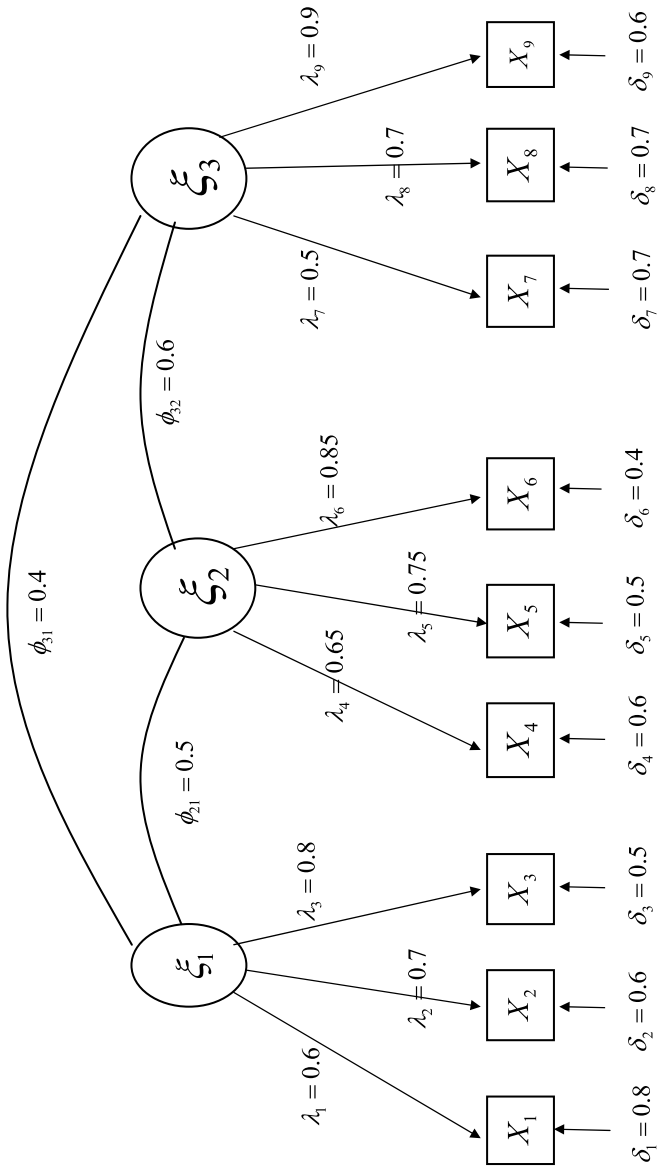 ϕ₃₁ = 0.4
ϕ₂₁ = 0.5
ϕ₃₂ = 0.6
ξ₁
ξ₂
ξ₃
λ₁ = 0.6
λ₂ = 0.7
λ₃ = 0.8
λ₄ = 0.65
λ₅ = 0.75
λ₆ = 0.85
λ₇ = 0.5
λ₈ = 0.7
λ₉ = 0.9
X₁
X₂
X₃
X₄
X₅
X₆
X₇
X₈
X₉
δ₁ = 0.8
δ₂ = 0.6
δ₃ = 0.5
δ₄ = 0.6
δ₅ = 0.5
δ₆ = 0.4
δ₇ = 0.7
δ₈ = 0.7
δ₉ = 0.6